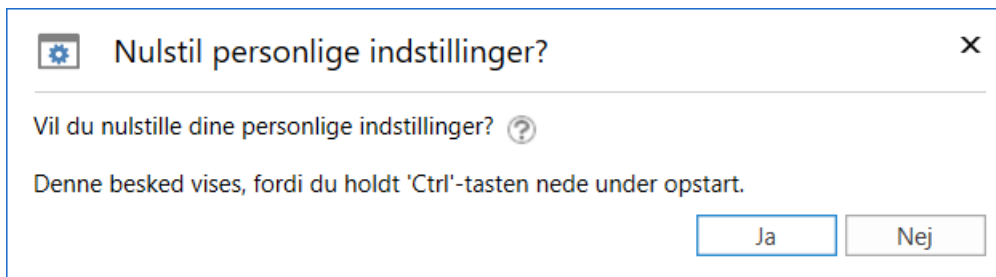 Nulstil personlige indstillinger?
Vil du nulstille dine personlige indstillinger?
Denne besked vises, fordi du holdt 'Ctrl'-tasten nede under opstart.
Ja Nej